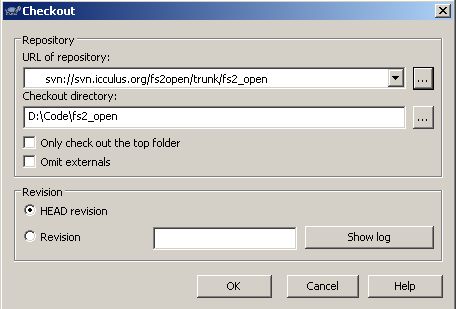 Checkout
Repository
URL of repository:
svn://svn.icculus.org/fs2open/trunk/fs2_open
...
Checkout directory:
D:\Code\fs2_open
...
Only check out the top folder
Omit externals
Revision
HEAD revision
Revision
Show log
OK Cancel Help